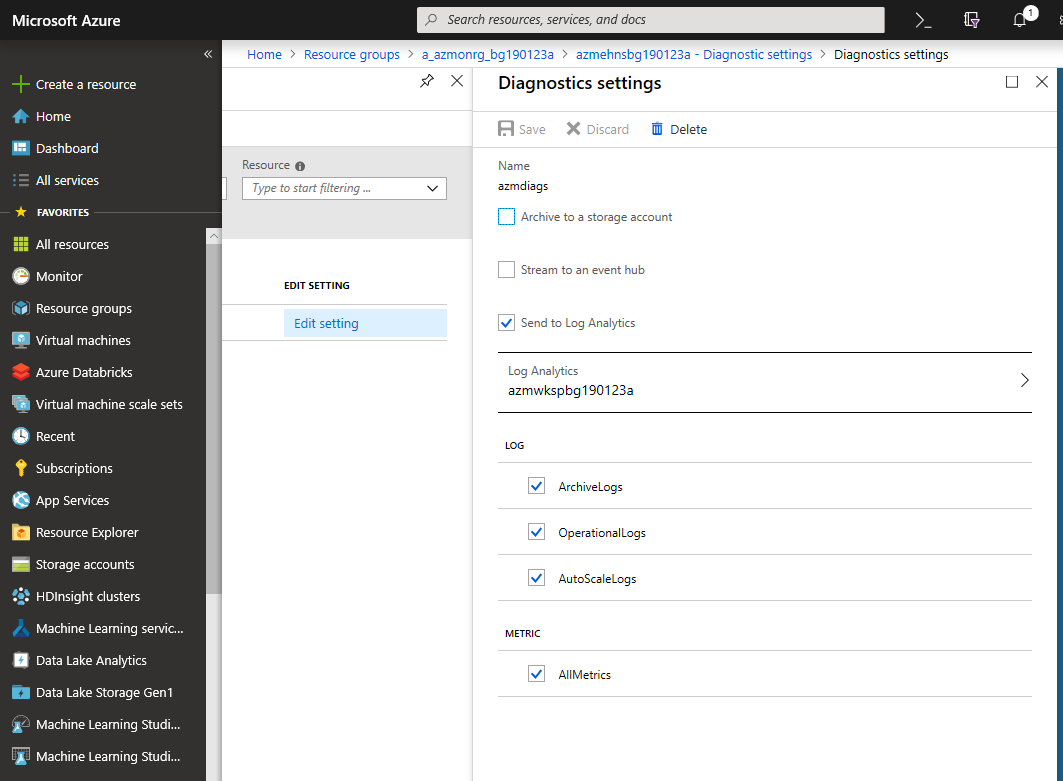 Microsoft Azure
Search resources, services, and docs
1
Home > Resource groups > a_azmonrg_bg190123a > azmehnsbg190123a - Diagnostic settings > Diagnostics settings
Create a resource
Home
Dashboard
All services
FAVORITES
All resources
Monitor
Resource groups
Virtual machines
Azure Databricks
Virtual machine scale sets
Recent
Subscriptions
App Services
Resource Explorer
Storage accounts
HDInsight clusters
Machine Learning servic...
Data Lake Analytics
Data Lake Storage Gen1
Machine Learning Studi...
Machine Learning Studi...
Resource
Type to start filtering ...
EDIT SETTING
Edit setting
Diagnostics settings
Save Discard Delete
Name
azmdiags
Archive to a storage account
Stream to an event hub
Send to Log Analytics
Log Analytics
azmwkspbg190123a
LOG
ArchiveLogs
OperationalLogs
AutoScaleLogs
METRIC
AllMetrics